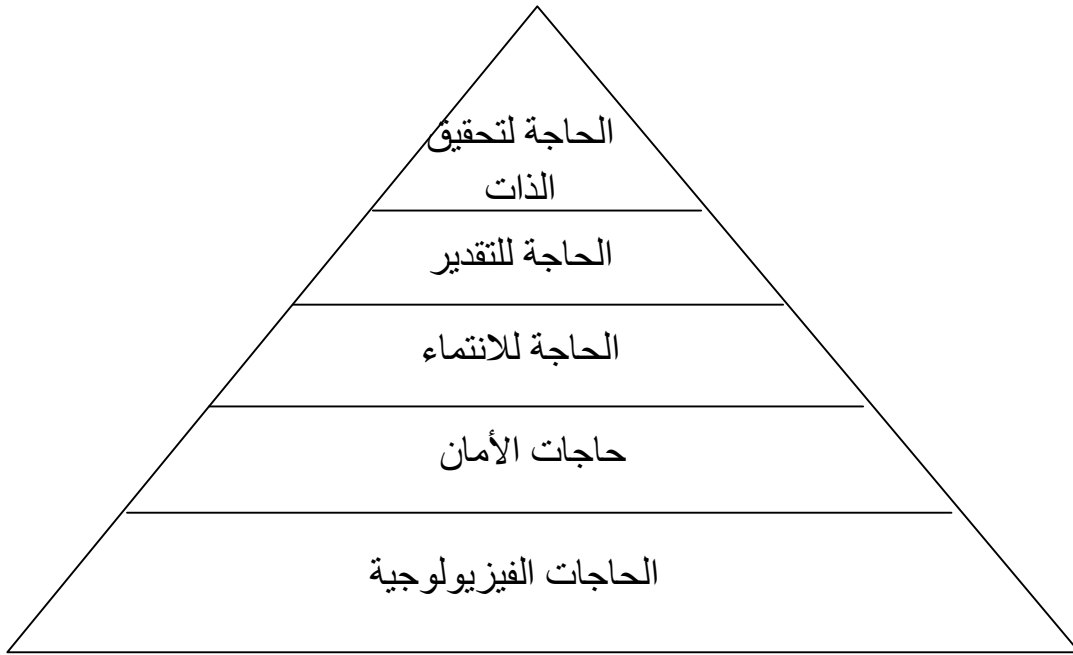 الحاجة لتحقيق
الذات
الحاجة للتقدير
الحاجة للانتماء
حاجات الأمان
الحاجات الفيزيولوجية